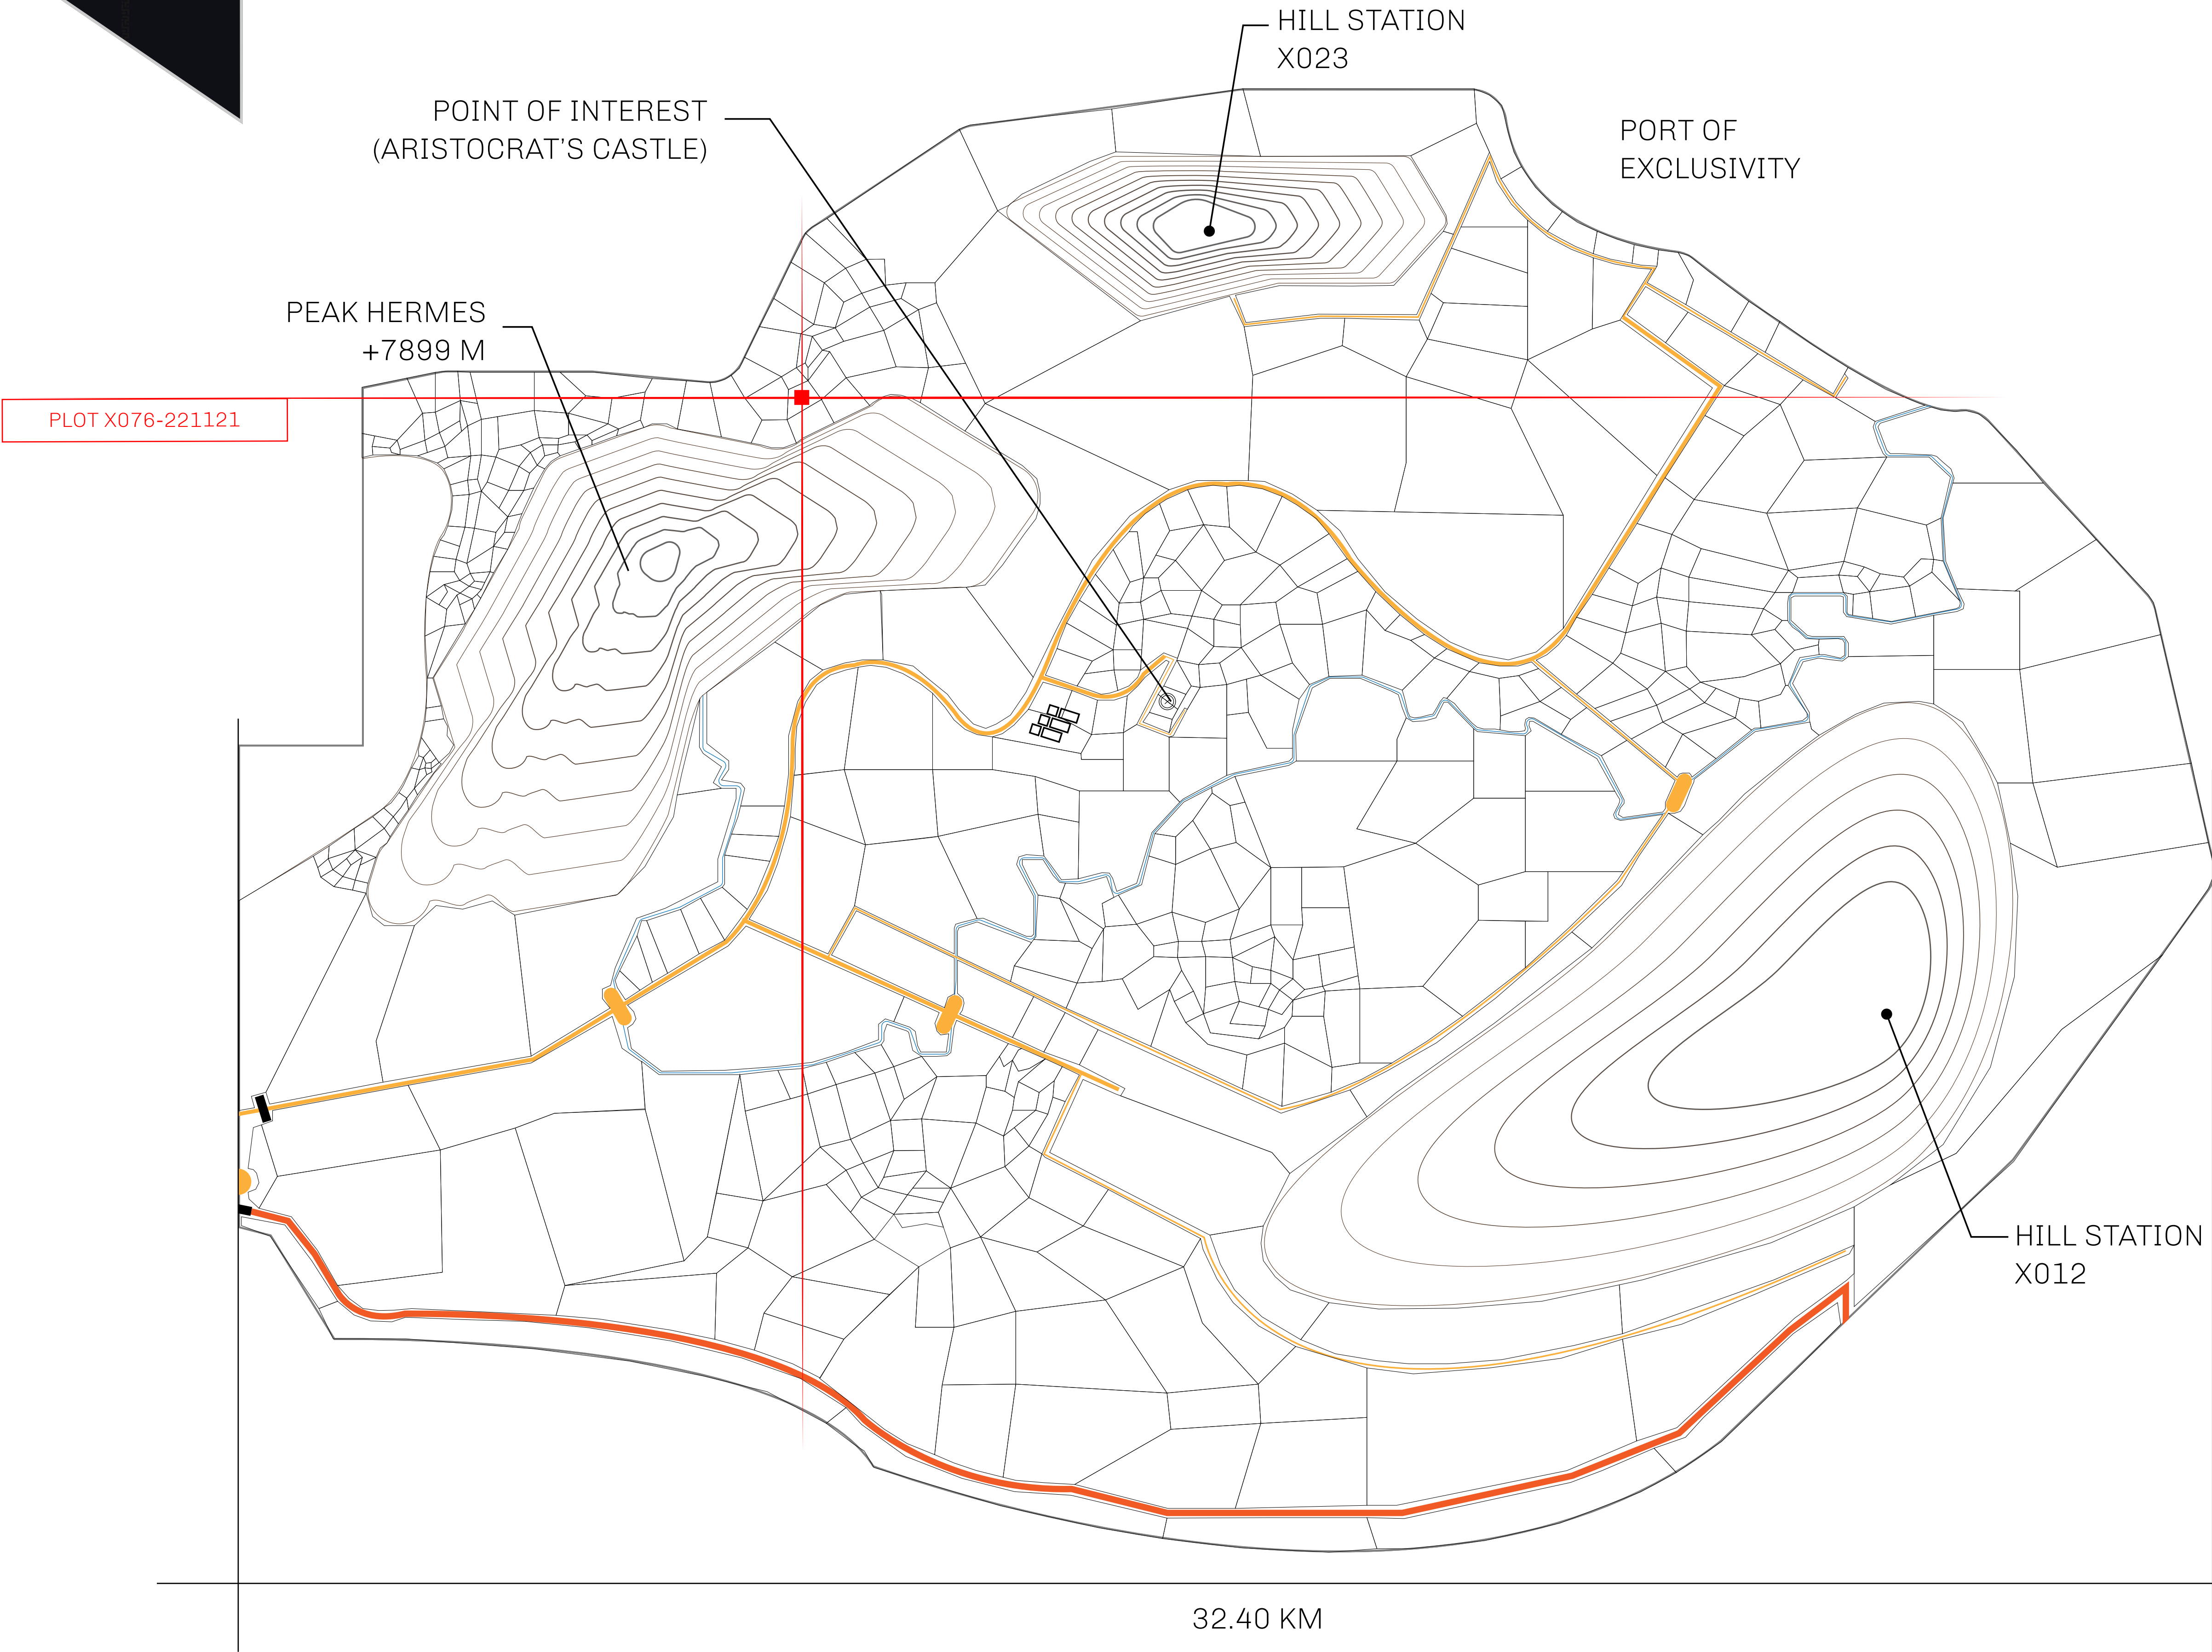 HILL STATION
X023
POINT OF INTEREST
(ARISTOCRAT'S CASTLE)
PORT OF
EXCLUSIVITY
PEAK HERMES
+7899 M
PLOT X076-221121
HILL STATION
X012
32.40 KM